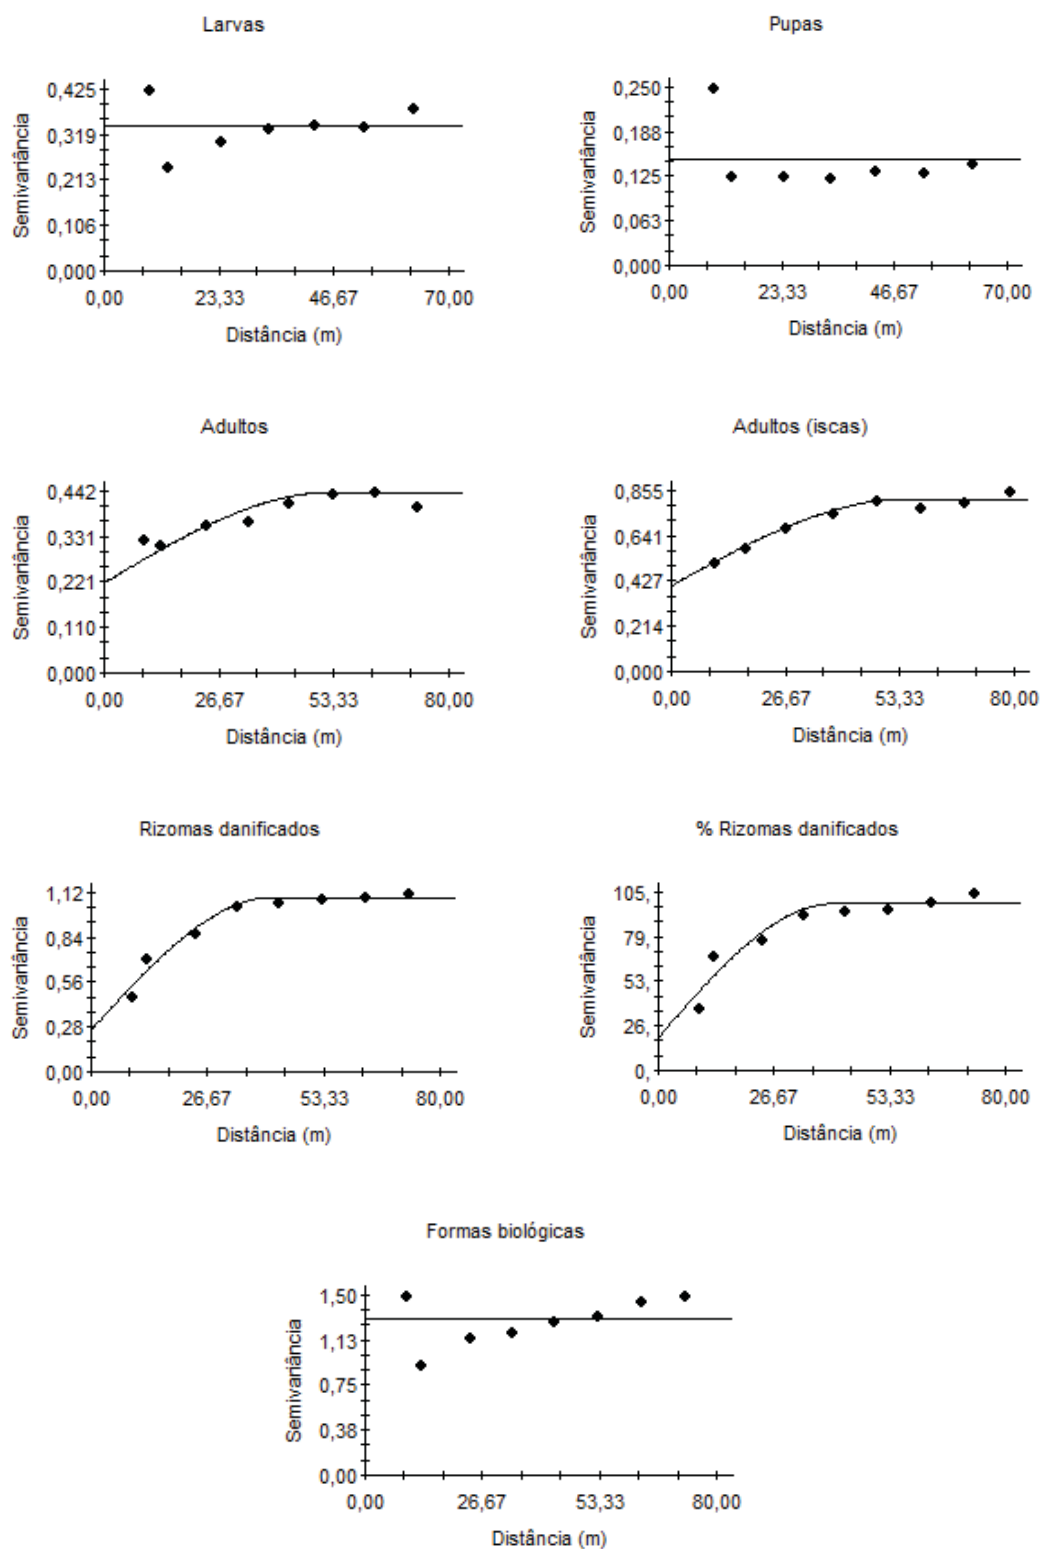 Larvas
Semivariância
0,425
0,319
0,213
0,106
0,000
0,00 23,33 46,67 70,00
Distância (m)
Pupas
Semivariância
0,250
0,188
0,125
0,063
0,000
0,00 23,33 46,67 70,00
Distância (m)
Adultos
Semivariância
0,442
0,331
0,221
0,110
0,000
0,00 26,67 53,33 80,00
Distância (m)
Adultos (iscas)
Semivariância
0,855
0,641
0,427
0,214
0,000
0,00 26,67 53,33 80,00
Distância (m)
Rizomas danificados
Semivariância
1,12
0,84
0,56
0,28
0,00
0,00 26,67 53,33 80,00
Distância (m)
% Rizomas danificados
Semivariância
105,
79,
53,
26,
0,
0,00 26,67 53,33 80,00
Distância (m)
Formas biológicas
Semivariância
1,50
1,13
0,75
0,38
0,00
0,00 26,67 53,33 80,00
Distância (m)